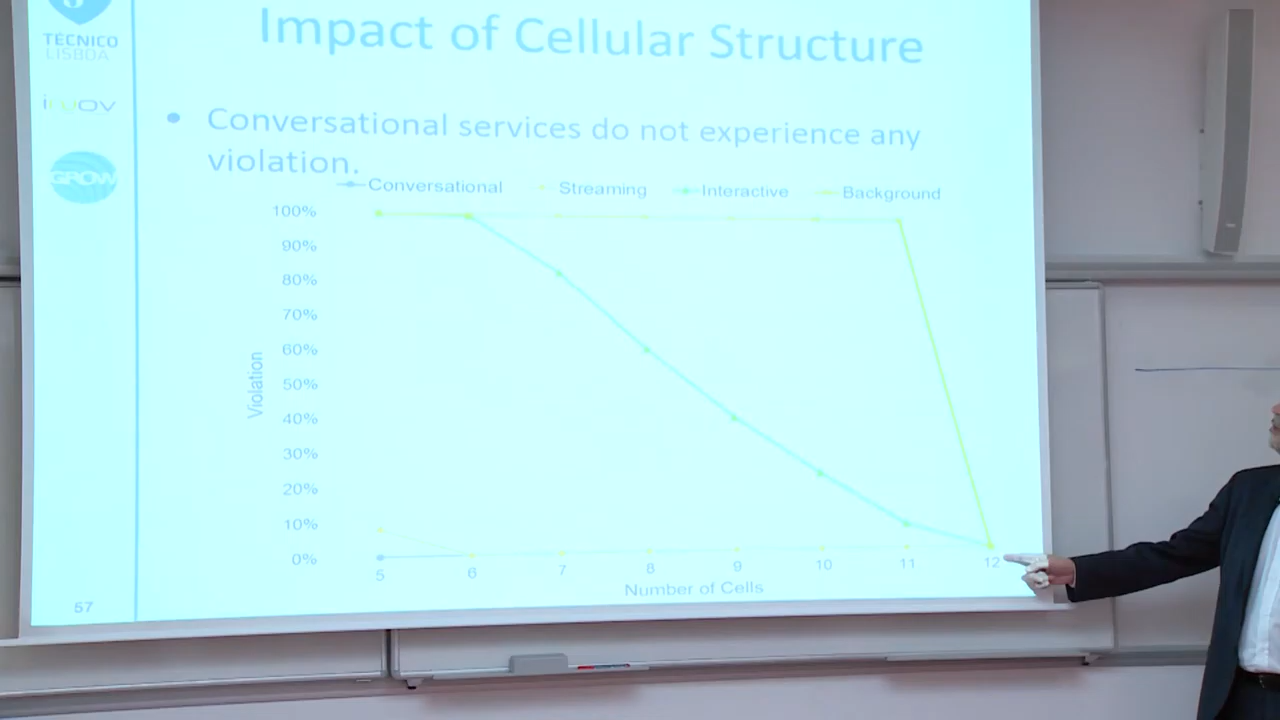 Impact of Cellular Structure
TÉCNICO
LISBOA
• Conversational services do not experience any
violation.
GROW
Conversational Streaming Interactive Background
100%
90%
80%
70%
60%
50%
40%
30%
20%
10%
0%
Violation
5 6 7 8 9 10 11 12
Number of Cells
57